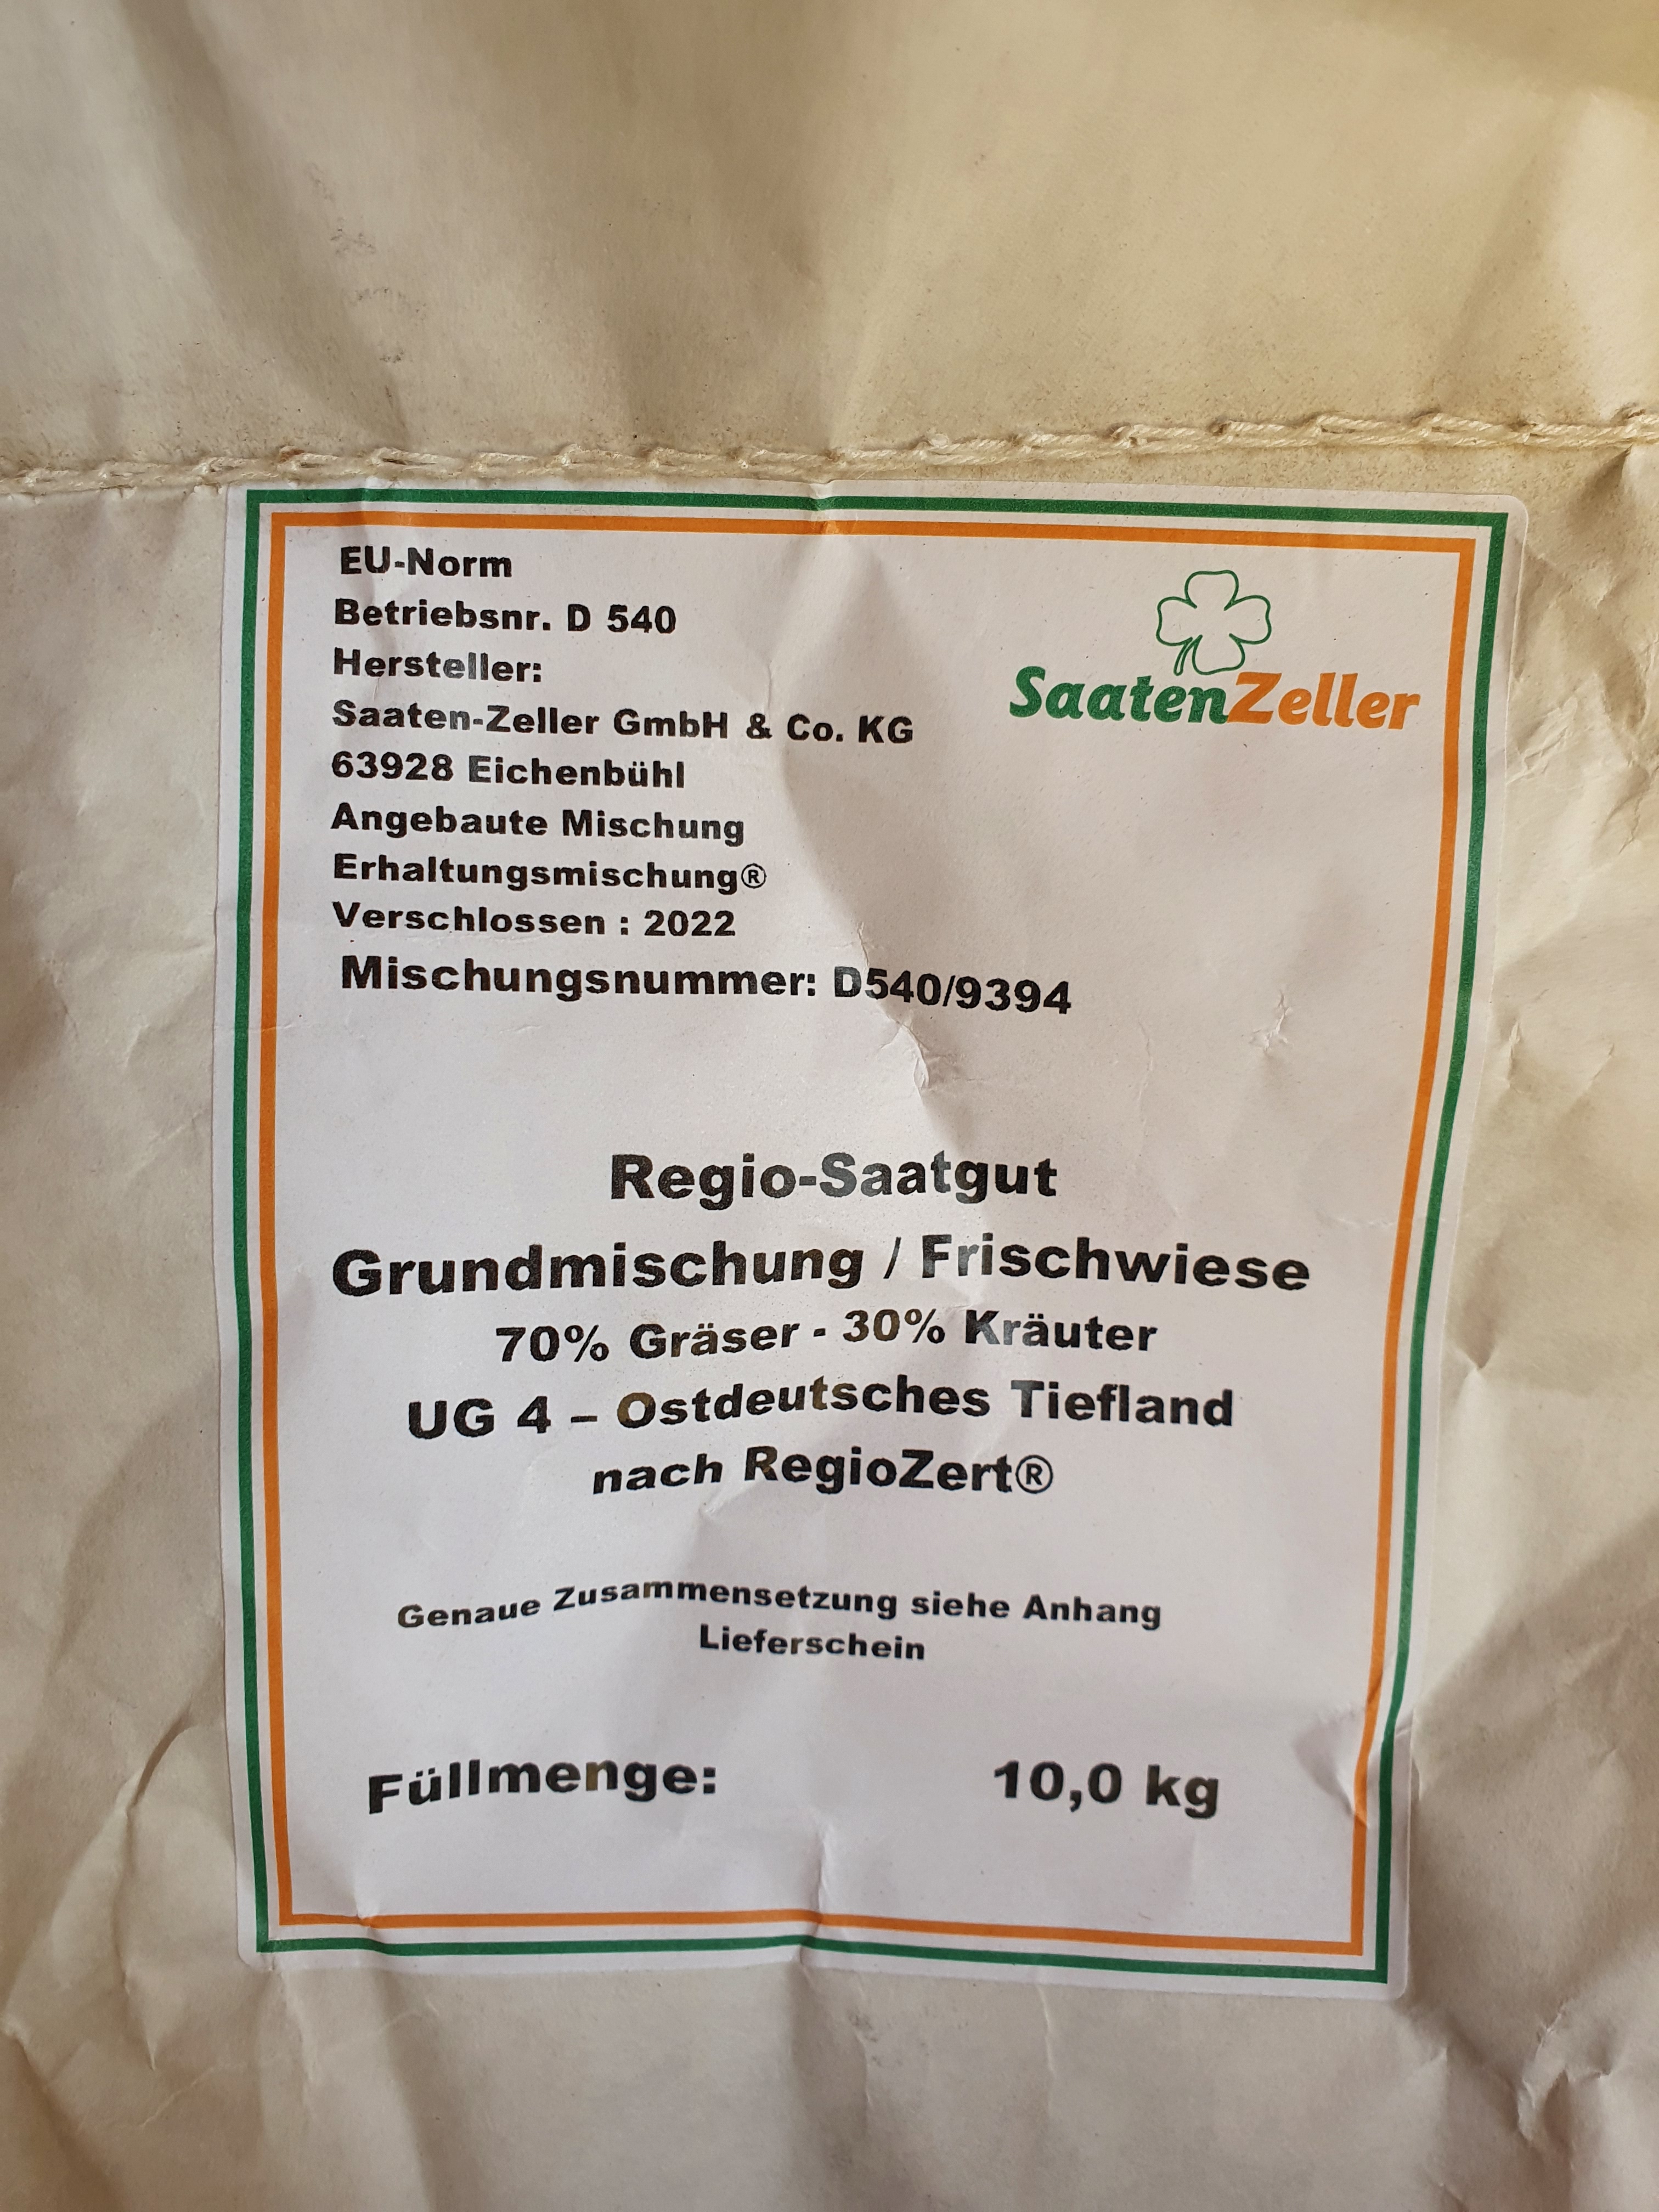 EU-Norm
Betriebsnr. D 540
Hersteller:
Saaten-Zeller GmbH & Co. KG
63928 Eichenbühl
Angebaute Mischung
Erhaltungsmischung®
Verschlossen : 2022
Mischungsnummer: D540/9394
SaatenZeller
Regio-Saatgut
Grundmischung / Frischwiese
70% Gräser - 30% Kräuter
UG 4 – Ostdeutsches Tiefland
nach RegioZert®
Genaue Zusammensetzung siehe Anhang
Lieferschein
Füllmenge: 10,0 kg